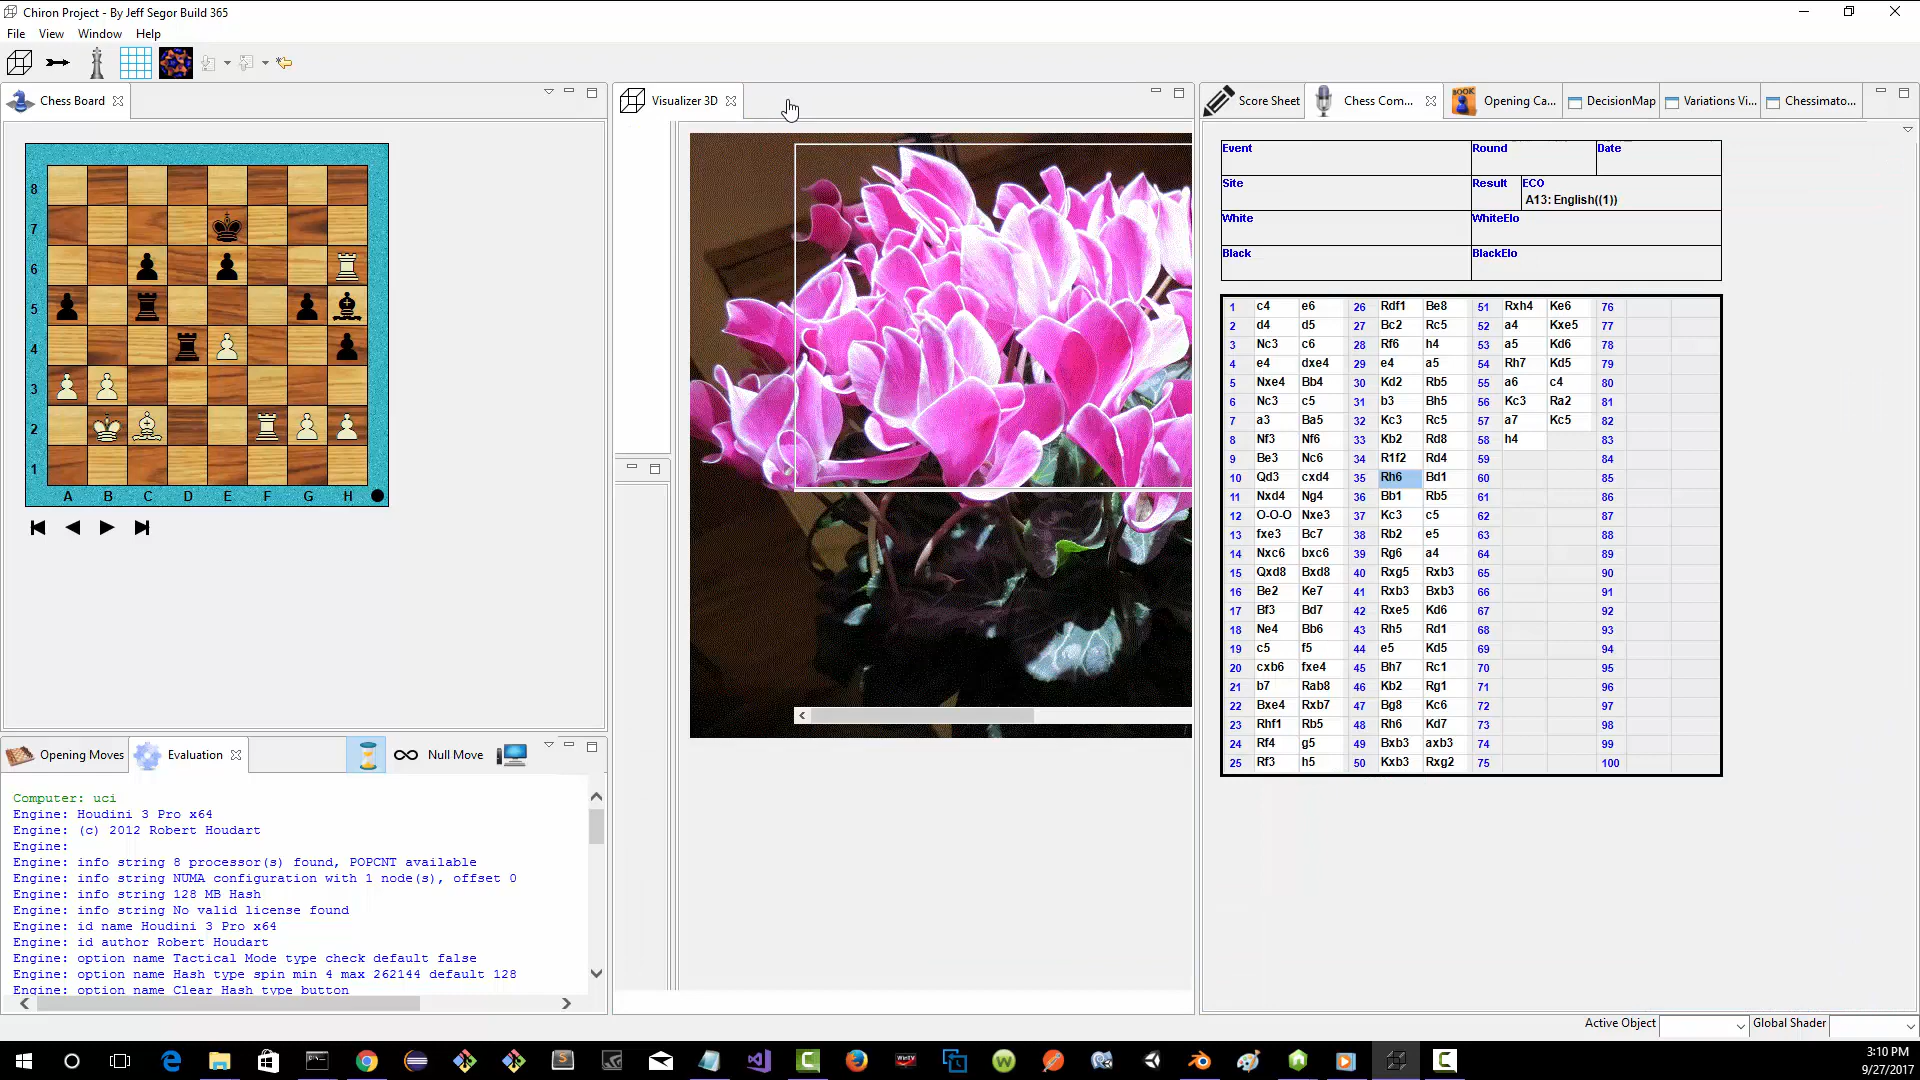 Chiron Project - By Jeff Segor Build 365
File View Window Help
Chess Board
Visualizer 3D
Score Sheet Chess Com... Opening Ca... DecisionMap Variations Vi... Chessimato...
8
7
6
5
4
3
2
1
A B C D E F G H
Event Round Date
Site Result ECO
A13: English((1))
White WhiteElo
Black BlackElo
1 c4 e6 26 Rdf1 Be8 51 Rxh4 Ke6 76
2 d4 d5 27 Bc2 Rc5 52 a4 Kxe5 77
3 Nc3 c6 28 Rf6 h4 53 a5 Kd6 78
4 e4 dxe4 29 e4 a5 54 Rh7 Kd5 79
5 Nxe4 Bb4 30 Kd2 Rb5 55 a6 c4 80
6 Nc3 c5 31 b3 Bh5 56 Kc3 Ra2 81
7 a3 Ba5 32 Kc3 Rc5 57 a7 Kc5 82
8 Nf3 Nf6 33 Kb2 Rd8 58 h4 83
9 Be3 Nc6 34 R1f2 Rd4 59 84
10 Qd3 cxd4 35 Rh6 Bd1 60 85
11 Nxd4 Ng4 36 Bb1 Rb5 61 86
12 O-O-O Nxe3 37 Kc3 c5 62 87
13 fxe3 Bc7 38 Rb2 e5 63 88
14 Nxc6 bxc6 39 Rg6 a4 64 89
15 Qxd8 Bxd8 40 Rxg5 Rxb3 65 90
16 Be2 Ke7 41 Rxb3 Bxb3 66 91
17 Bf3 Bd7 42 Rxe5 Kd6 67 92
18 Ne4 Bb6 43 Rh5 Rd1 68 93
19 c5 f5 44 e5 Kd5 69 94
20 cxb6 fxe4 45 Bh7 Rc1 70 95
21 b7 Rab8 46 Kb2 Rg1 71 96
22 Bxe4 Rxb7 47 Bg8 Kc6 72 97
23 Rhf1 Rb5 48 Rh6 Kd7 73 98
24 Rf4 g5 49 Bxb3 axb3 74 99
25 Rf3 h5 50 Kxb3 Rxg2 75 100
Opening Moves Evaluation Null Move
Computer: uci
Engine: Houdini 3 Pro x64
Engine: (c) 2012 Robert Houdart
Engine:
Engine: info string 8 processor(s) found, POPCNT available
Engine: info string NUMA configuration with 1 node(s), offset 0
Engine: info string 128 MB Hash
Engine: info string No valid license found
Engine: id name Houdini 3 Pro x64
Engine: id author Robert Houdart
Engine: option name Tactical Mode type check default false
Engine: option name Hash type spin min 4 max 262144 default 128
Engine: option name Clear Hash type button
Active Object Global Shader
3:10 PM
9/27/2017